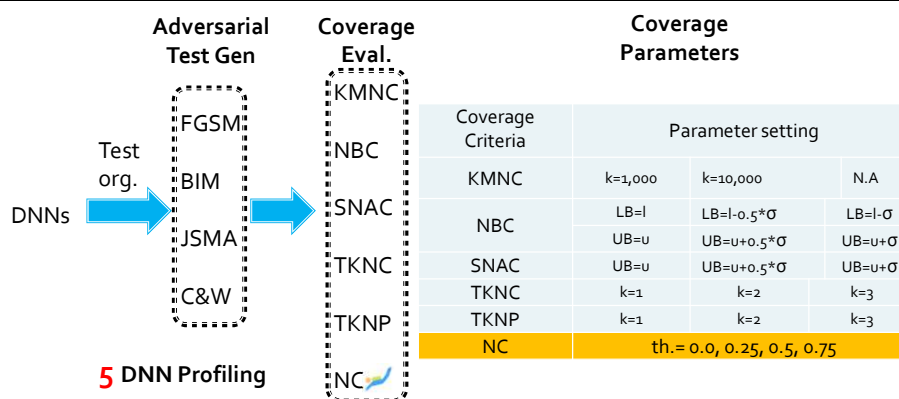 Adversarial
Test Gen
Coverage
Eval.
Coverage
Parameters
DNNs
Test
org.
FGSM
BIM
JSMA
C&W
KMNC
NBC
SNAC
TKNC
TKNP
NC
Coverage
Criteria
Parameter setting
KMNC k=1,000 k=10,000 N.A
NBC
LB=l LB=l-0.5*σ LB=l-σ
UB=u UB=u+0.5*σ UB=u+σ
SNAC UB=u UB=u+0.5*σ UB=u+σ
TKNC k=1 k=2 k=3
TKNP k=1 k=2 k=3
NC th.= 0.0, 0.25, 0.5, 0.75
5 DNN Profiling